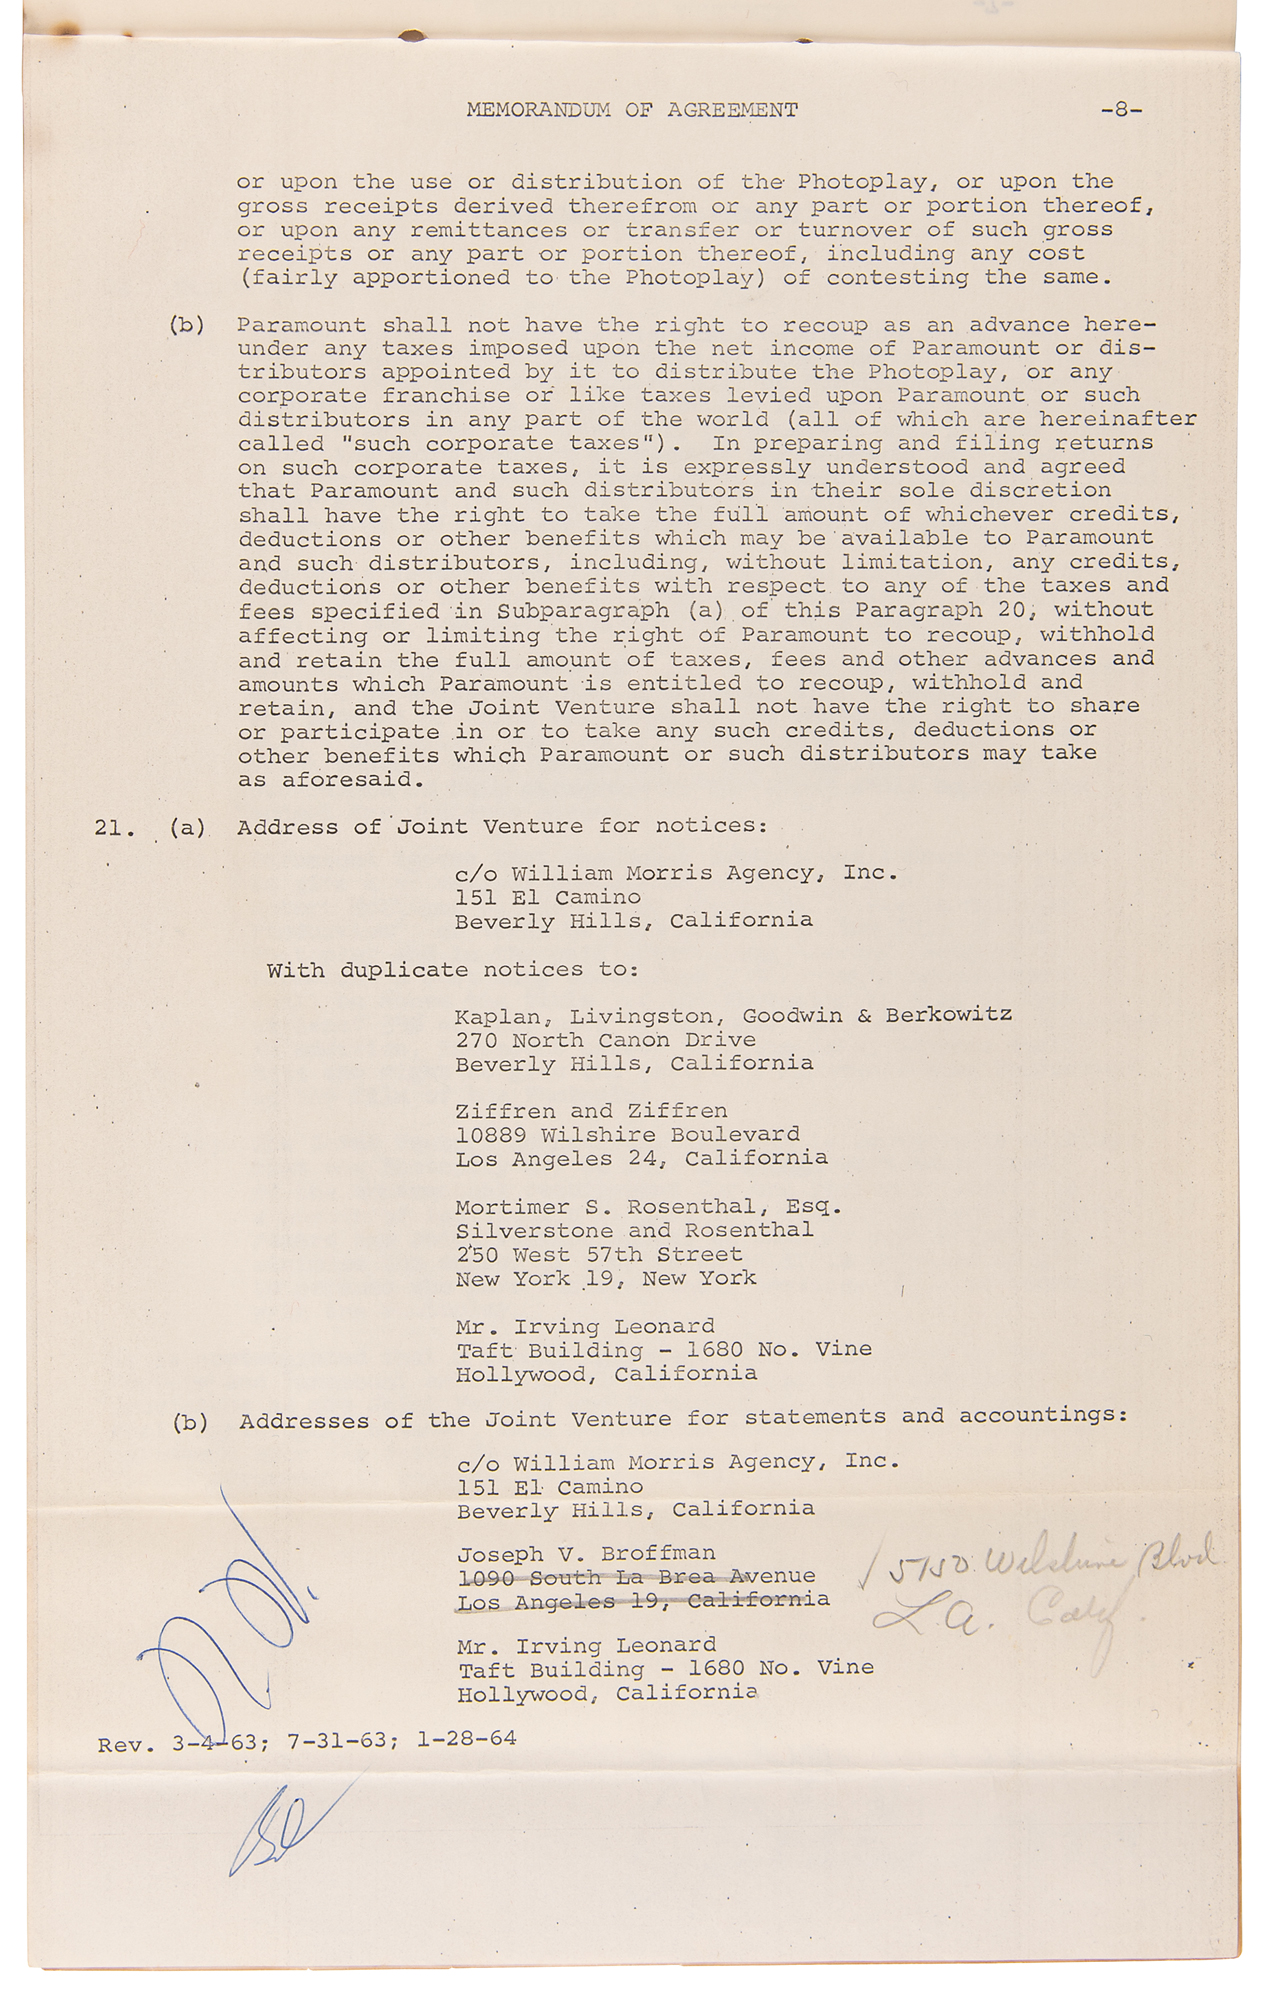 MEMORANDUM OF AGREEMENT -8-
or upon the use or distribution of the Photoplay, or upon the
gross receipts derived therefrom or any part or portion thereof,
or upon any remittances or transfer or turnover of such gross
receipts or any part or portion thereof, including any cost
(fairly apportioned to the Photoplay) of contesting the same.
(b) Paramount shall not have the right to recoup as an advance here-
under any taxes imposed upon the net income of Paramount or dis-
tributors appointed by it to distribute the Photoplay, or any
corporate franchise or like taxes levied upon Paramount or such
distributors in any part of the world (all of which are hereinafter
called "such corporate taxes"). In preparing and filing returns
on such corporate taxes, it is expressly understood and agreed
that Paramount and such distributors in their sole discretion
shall have the right to take the full amount of whichever credits,
deductions or other benefits which may be available to Paramount
and such distributors, including, without limitation, any credits,
deductions or other benefits with respect to any of the taxes and
fees specified in Subparagraph (a) of this Paragraph 20, without
affecting or limiting the right of Paramount to recoup, withhold
and retain the full amount of taxes, fees and other advances and
amounts which Paramount is entitled to recoup, withhold and
retain, and the Joint Venture shall not have the right to share
or participate in or to take any such credits, deductions or
other benefits which Paramount or such distributors may take
as aforesaid.
21. (a) Address of Joint Venture for notices:
c/o William Morris Agency, Inc.
151 El Camino
Beverly Hills, California
With duplicate notices to:
Kaplan, Livingston, Goodwin & Berkowitz
270 North Canon Drive
Beverly Hills, California
Ziffren and Ziffren
10889 Wilshire Boulevard
Los Angeles 24, California
Mortimer S. Rosenthal, Esq.
Silverstone and Rosenthal
250 West 57th Street
New York 19, New York
Mr. Irving Leonard
Taft Building - 1680 No. Vine
Hollywood, California
(b) Addresses of the Joint Venture for statements and accountings:
c/o William Morris Agency, Inc.
151 El Camino
Beverly Hills, California
Joseph V. Broffman
1090 South La Brea Avenue 5150 Wilshire Blvd
Los Angeles 19, California L.A. Calif.
Mr. Irving Leonard
Taft Building - 1680 No. Vine
Hollywood, California
Rev. 3-4-63; 7-31-63; 1-28-64